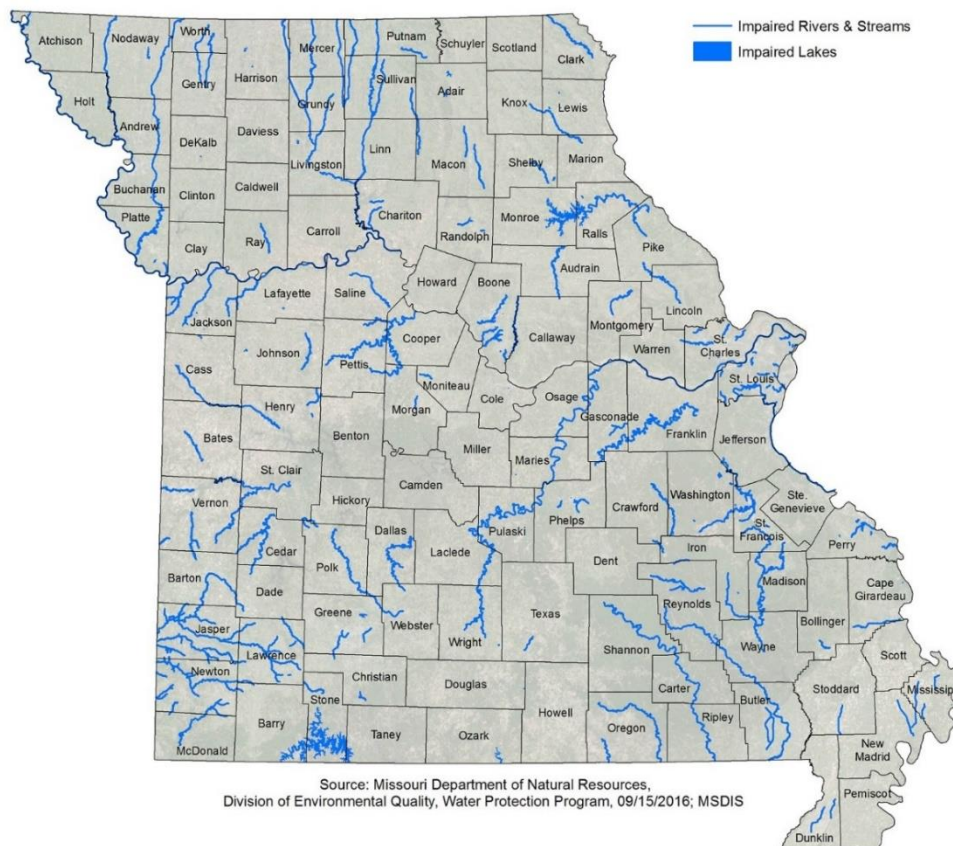 Impaired Rivers & Streams
Impaired Lakes
Atchison
Nodaway
Worth
Mercer
Putnam
Schuyler
Scotland
Clark
Holt
Gentry
Harrison
Sullivan
Adair
Knox
Lewis
Andrew
DeKalb
Daviess
Grundy
Livingston
Linn
Macon
Shelby
Marion
Buchanan
Clinton
Caldwell
Platte
Clay
Ray
Carroll
Chariton
Randolph
Monroe
Ralls
Pike
Audrain
Jackson
Lafayette
Saline
Howard
Boone
Callaway
Montgomery
Lincoln
Warren
St.
Charles
St. Louis
Cass
Johnson
Pettis
Cooper
Moniteau
Cole
Osage
Gasconade
Franklin
Jefferson
Henry
Bates
Benton
Morgan
Miller
Maries
St. Clair
Camden
Vernon
Hickory
Dallas
Laclede
Pulaski
Phelps
Crawford
Washington
Ste.
Genevieve
St.
Francois
Perry
Cedar
Polk
Dent
Iron
Madison
Cape
Girardeau
Barton
Dade
Greene
Webster
Wright
Texas
Reynolds
Bollinger
Jasper
Lawrence
Shannon
Wayne
Newton
Christian
Douglas
Stone
Carter
Scott
Stoddard
Mississip
Butler
McDonald
Barry
Taney
Ozark
Howell
Oregon
Ripley
New
Madrid
Pemiscot
Dunklin
Source: Missouri Department of Natural Resources,
Division of Environmental Quality, Water Protection Program, 09/15/2016; MSDIS